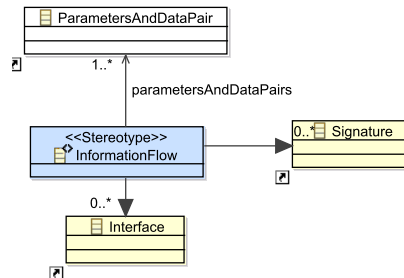 ParametersAndDataPair
1..*
parametersAndDataPairs
<<Stereotype>>
InformationFlow
0..*
Signature
0..*
Interface